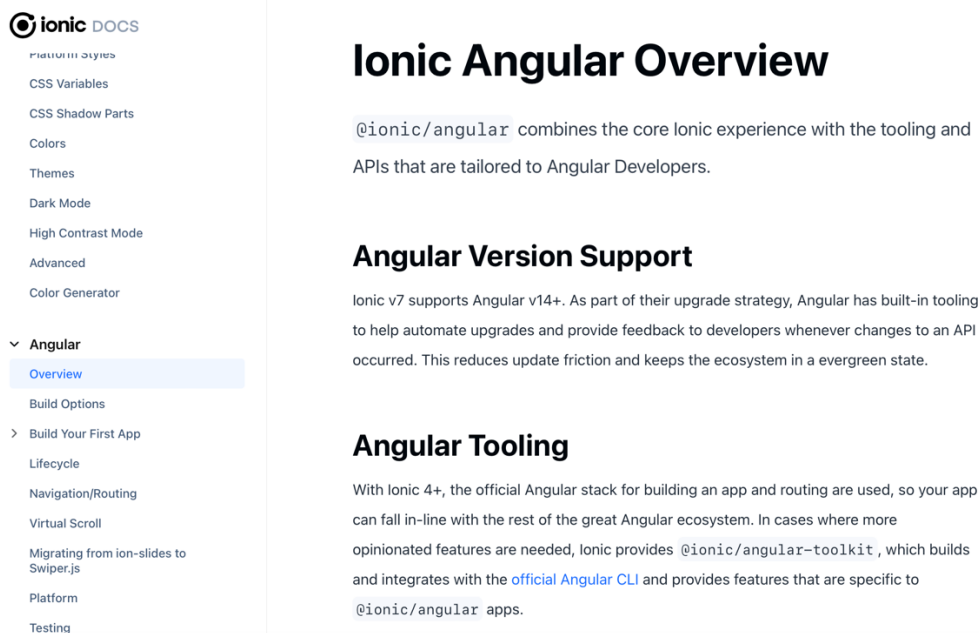 ionic DOCS
Platform Styles
CSS Variables
CSS Shadow Parts
Colors
Themes
Dark Mode
High Contrast Mode
Advanced
Color Generator
Angular
Overview
Build Options
Build Your First App
Lifecycle
Navigation/Routing
Virtual Scroll
Migrating from ion-slides to
Swiper.js
Platform
Testing
Ionic Angular Overview
@ionic/angular combines the core Ionic experience with the tooling and
APIs that are tailored to Angular Developers.
Angular Version Support
Ionic v7 supports Angular v14+. As part of their upgrade strategy, Angular has built-in tooling
to help automate upgrades and provide feedback to developers whenever changes to an API
occurred. This reduces update friction and keeps the ecosystem in a evergreen state.
Angular Tooling
With Ionic 4+, the official Angular stack for building an app and routing are used, so your app
can fall in-line with the rest of the great Angular ecosystem. In cases where more
opinionated features are needed, Ionic provides @ionic/angular-toolkit, which builds
and integrates with the official Angular CLI and provides features that are specific to
@ionic/angular apps.